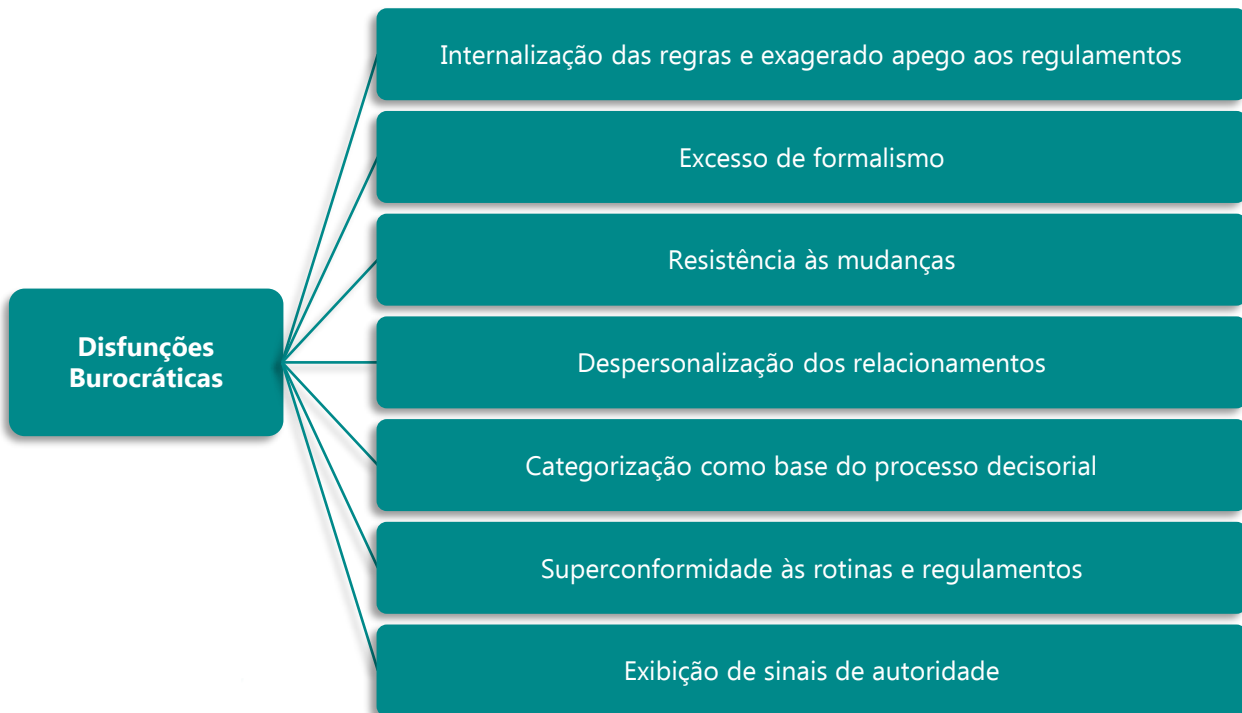 Internalização das regras e exagerado apego aos regulamentos
Excesso de formalismo
Resistência às mudanças
Disfunções
Burocráticas
Despersonalização dos relacionamentos
Categorização como base do processo decisorial
Superconformidade às rotinas e regulamentos
Exibição de sinais de autoridade